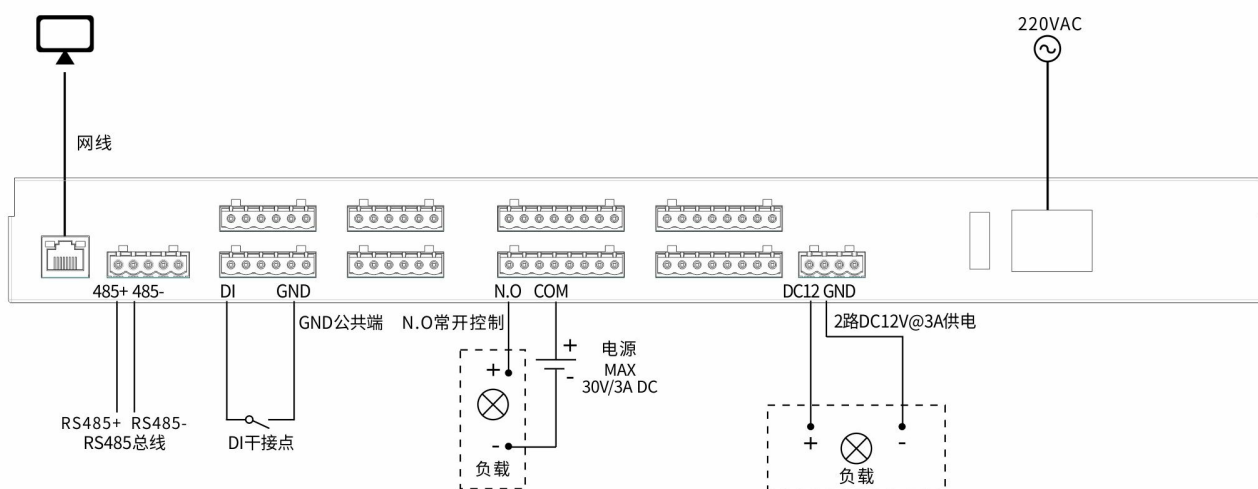 220VAC
网线
485+ 485-
DI
GND
N.O
COM
DC12 GND
GND公共端
N.O常开控制
2路DC12V@3A供电
+
-
电源
MAX
30V/3A DC
+
-
负载
RS485+ RS485-
RS485总线
DI干接点
+
-
负载